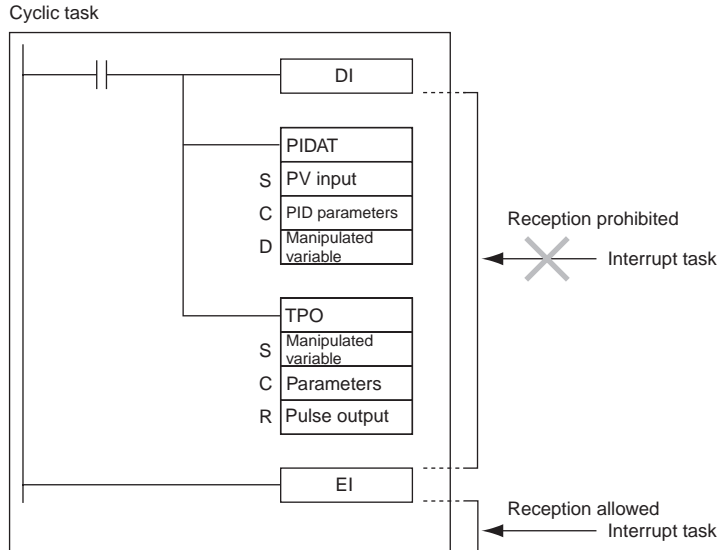 Cyclic task
DI
PIDAT
S PV input
C PID parameters
D Manipulated
variable
Reception prohibited
Interrupt task
TPO
S Manipulated
variable
C Parameters
R Pulse output
EI
Reception allowed
Interrupt task